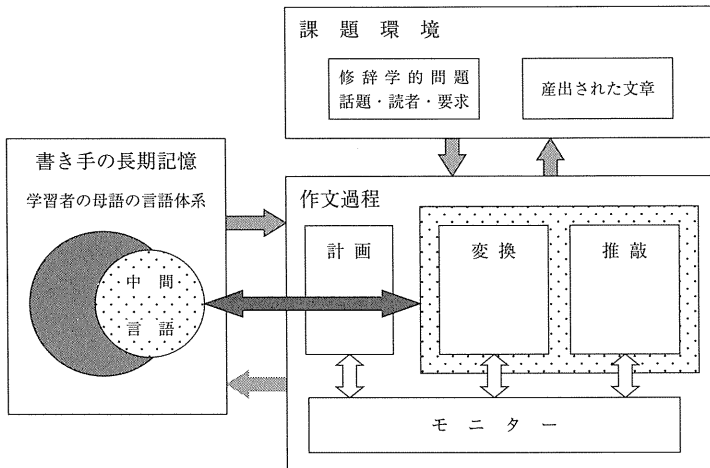 課題環境
修辞学的問題
話題・読者・要求
産出された文章
書き手の長期記憶
学習者の母語の言語体系
中間
言語
作文過程
計画
変換
推敲
モニター